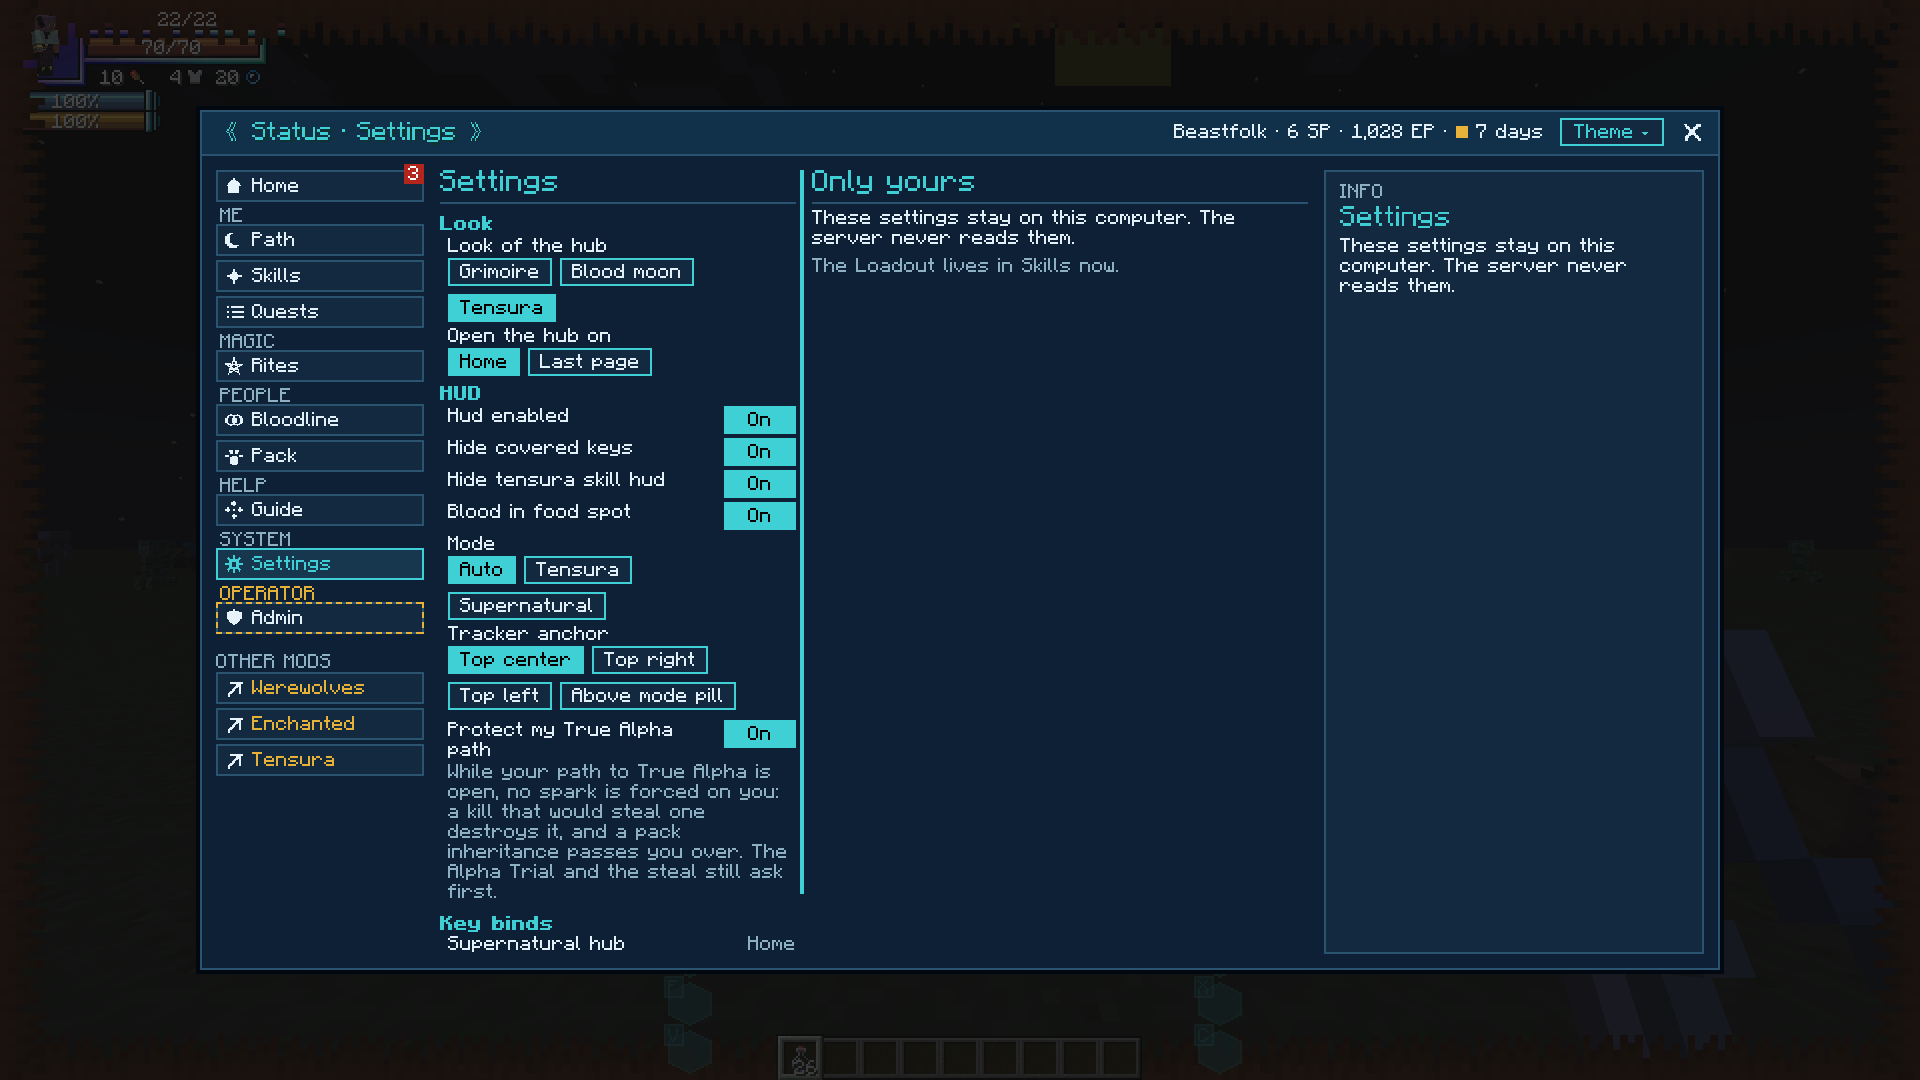 22/22
70/70
10 4 20
100%
100%
《 Status · Settings 》
Beastfolk · 6 SP · 1,028 EP · 7 days
Theme
Home
3
ME
Path
Skills
Quests
MAGIC
Rites
PEOPLE
Bloodline
Pack
HELP
Guide
SYSTEM
Settings
OPERATOR
Admin
OTHER MODS
Werewolves
Enchanted
Tensura
Settings
Look
Look of the hub
Grimoire Blood moon
Tensura
Open the hub on
Home Last page
HUD
Hud enabled On
Hide covered keys On
Hide tensura skill hud On
Blood in food spot On
Mode
Auto Tensura
Supernatural
Tracker anchor
Top center Top right
Top left Above mode pill
Protect my True Alpha On
path
While your path to True Alpha is
open, no spark is forced on you:
a kill that would steal one
destroys it, and a pack
inheritance passes you over. The
Alpha Trial and the steal still ask
first.
Key binds
Supernatural hub Home
Only yours
These settings stay on this computer. The
server never reads them.
The Loadout lives in Skills now.
INFO
Settings
These settings stay on this
computer. The server never
reads them.
26